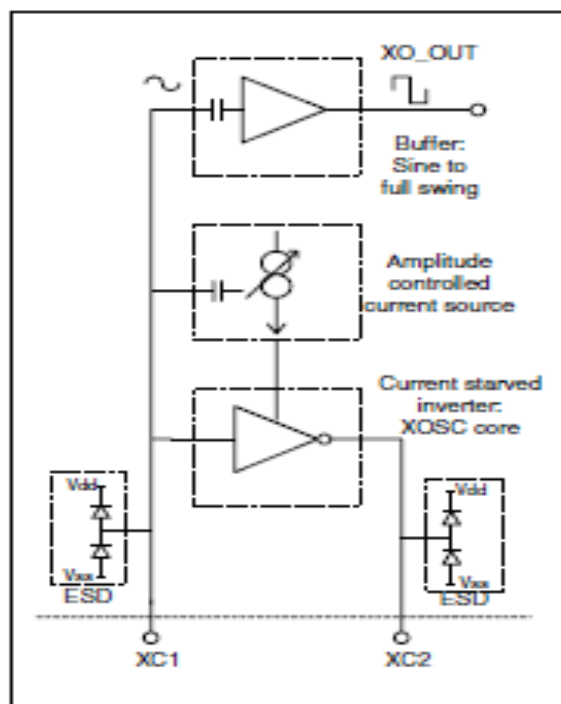 XO_OUT
Buffer:
Sine to
full swing
Amplitude
controlled
current source
Current starved
inverter:
XOSC core
Vdd
Vss
ESD
Vdd
Vss
ESD
XC1
XC2